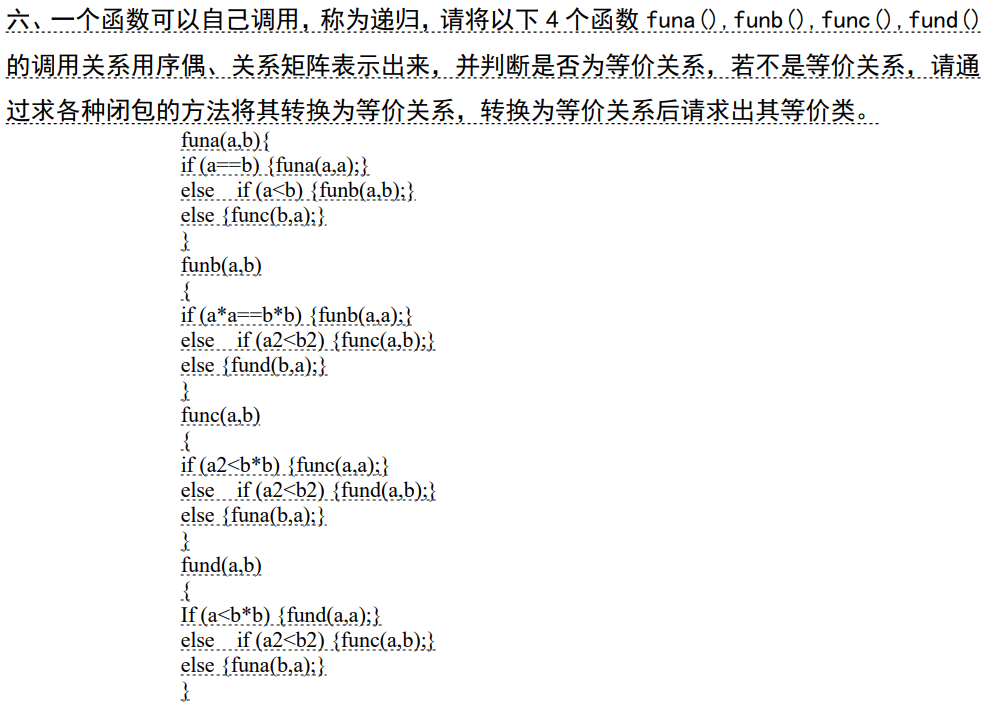 六、一个函数可以自己调用，称为递归，请将以下 4 个函数 funa(),funb(),func(),fund()
的调用关系用序偶、关系矩阵表示出来，并判断是否为等价关系，若不是等价关系，请通
过求各种闭包的方法将其转换为等价关系，转换为等价关系后请求出其等价类。
funa(a,b){
if (a==b) {funa(a,a);}
else if (a<b) {funb(a,b);}
else {func(b,a);}
}
funb(a,b)
{
if (a*a==b*b) {funb(a,a);}
else if (a2<b2) {func(a,b);}
else {fund(b,a);}
}
func(a,b)
{
if (a2<b*b) {func(a,a);}
else if (a2<b2) {fund(a,b);}
else {funa(b,a);}
}
fund(a,b)
{
If (a<b*b) {fund(a,a);}
else if (a2<b2) {func(a,b);}
else {funa(b,a);}
}